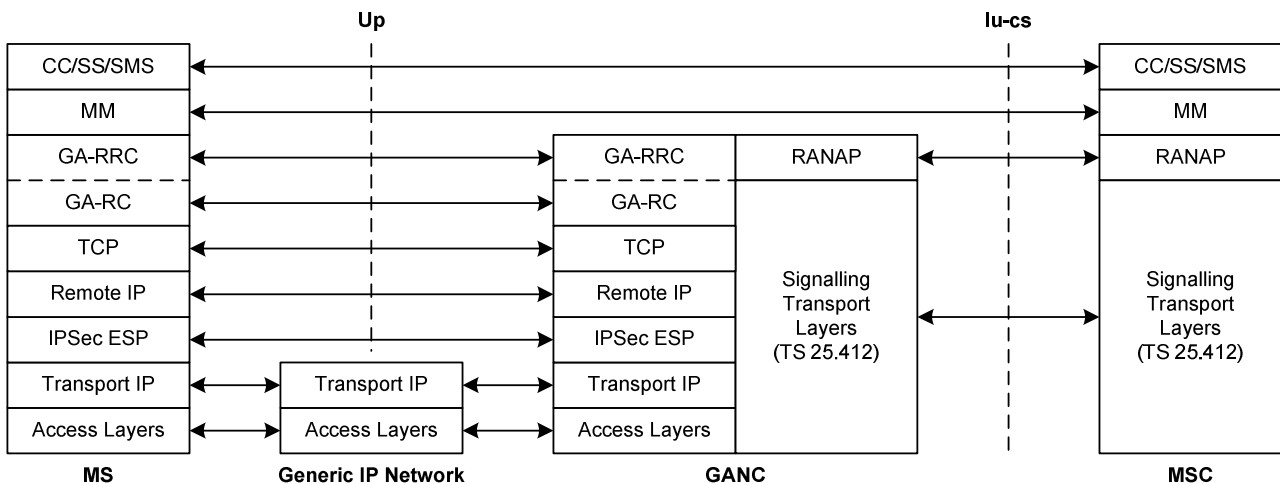 Up
Iu-cs
CC/SS/SMS
CC/SS/SMS
MM
MM
GA-RRC
GA-RRC
RANAP
RANAP
GA-RC
GA-RC
TCP
TCP
Remote IP
Remote IP
IPSec ESP
IPSec ESP
Signalling
Transport
Layers
(TS 25.412)
Signalling
Transport
Layers
(TS 25.412)
Transport IP
Transport IP
Transport IP
Access Layers
Access Layers
Access Layers
MS
Generic IP Network
GANC
MSC